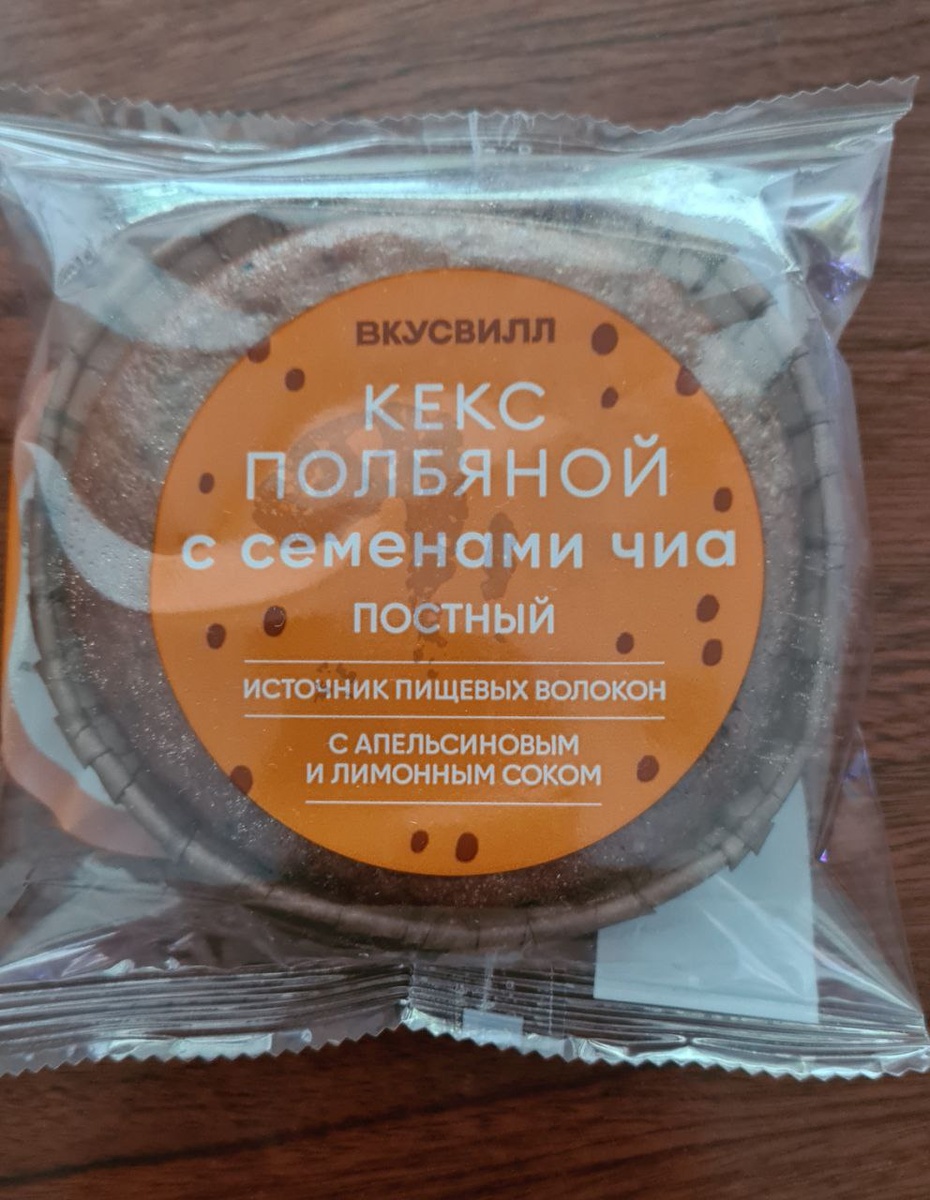 ВКУСВИЛЛ
КЕКС
ПОЛБЯНОЙ
с семенами чиа
ПОСТНЫЙ
ИСТОЧНИК ПИЩЕВЫХ ВОЛОКОН
С АПЕЛЬСИНОВЫМ
И ЛИМОННЫМ СОКОМ